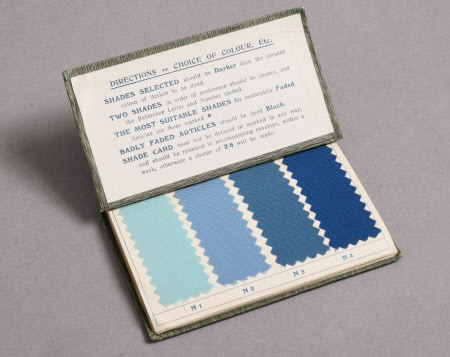 DIRECTIONS re CHOICE OF COLOUR, Etc.
SHADES SELECTED should be Darker than the present
colour of Article to be dyed.
TWO SHADES in order of preference should be chosen, and
the Reference Letter and Number quoted.
THE MOST SUITABLE SHADES for moderately Faded
Articles are those marked
BADLY FADED ARTICLES should be dyed Black.
SHADE CARD must not be defaced or marked in any way,
and should be returned in accompanying envelope, within a
week, otherwise a charge of 2/6 will be made.
N 1 N 2 N 3 N 4